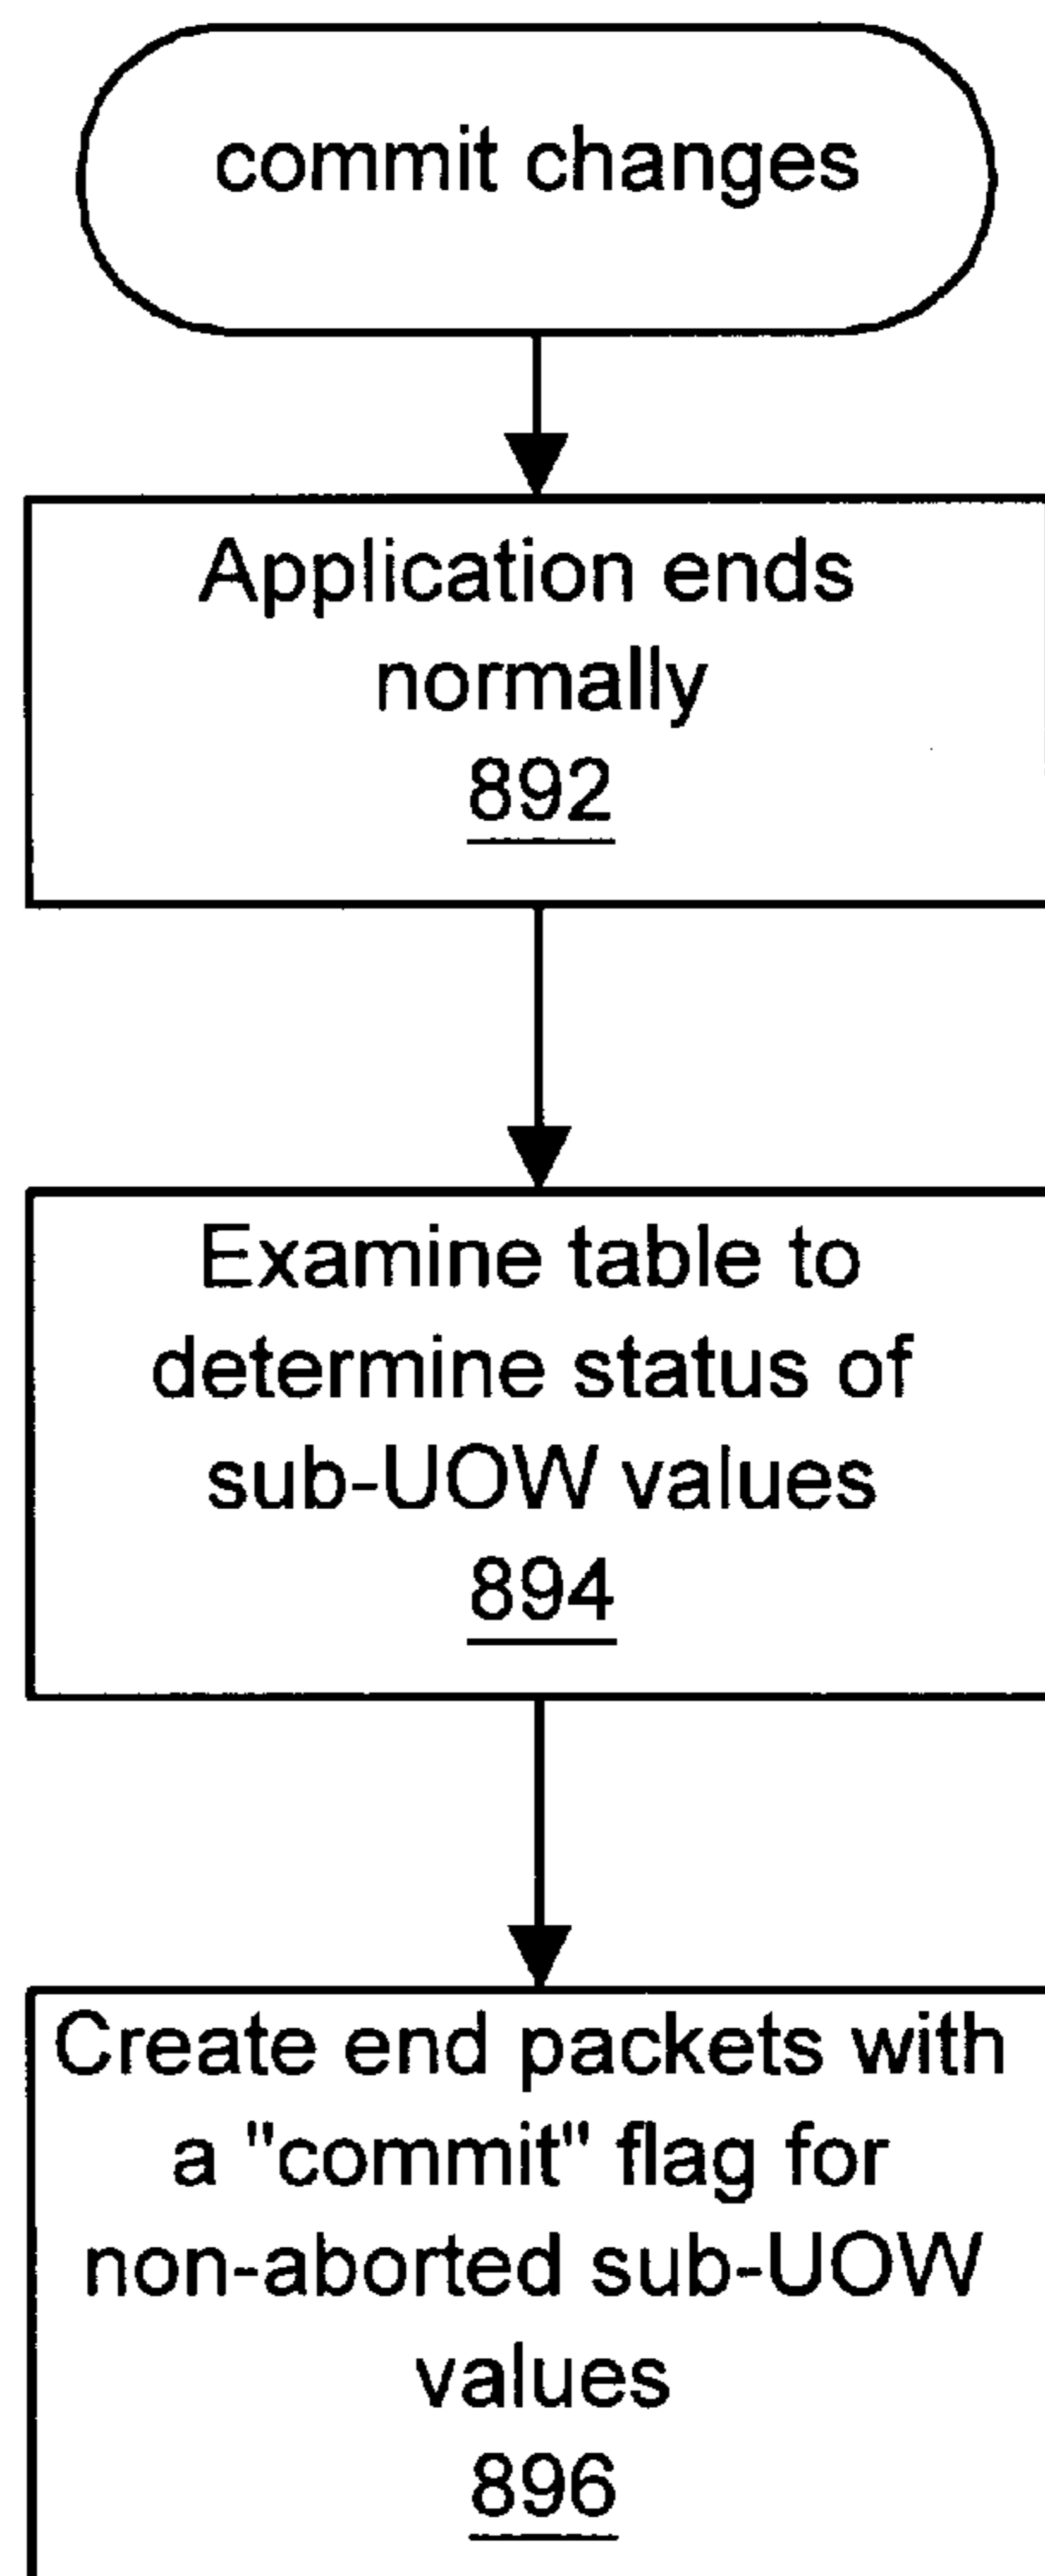 commit changes
Application ends
normally
892
Examine table to
determine status of
sub-UOW values
894
Create end packets with
a "commit" flag for
non-aborted sub-UOW
values
896